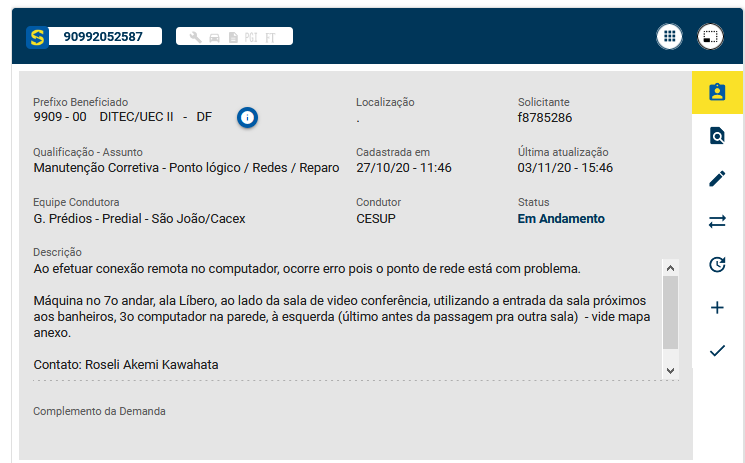 S 90992052587 PGI FT
Prefixo Beneficiado Localização Solicitante
9909 - 00 DITEC/UEC II - DF . f8785286
Qualificação - Assunto Cadastrada em Última atualização
Manutenção Corretiva - Ponto lógico / Redes / Reparo 27/10/20 - 11:46 03/11/20 - 15:46
Equipe Condutora Condutor Status
G. Prédios - Predial - São João/Cacex CESUP Em Andamento
Descrição
Ao efetuar conexão remota no computador, ocorre erro pois o ponto de rede está com problema.
Máquina no 7o andar, ala Líbero, ao lado da sala de video conferência, utilizando a entrada da sala próximos
aos banheiros, 3o computador na parede, à esquerda (último antes da passagem pra outra sala) - vide mapa
anexo.
Contato: Roseli Akemi Kawahata
Complemento da Demanda